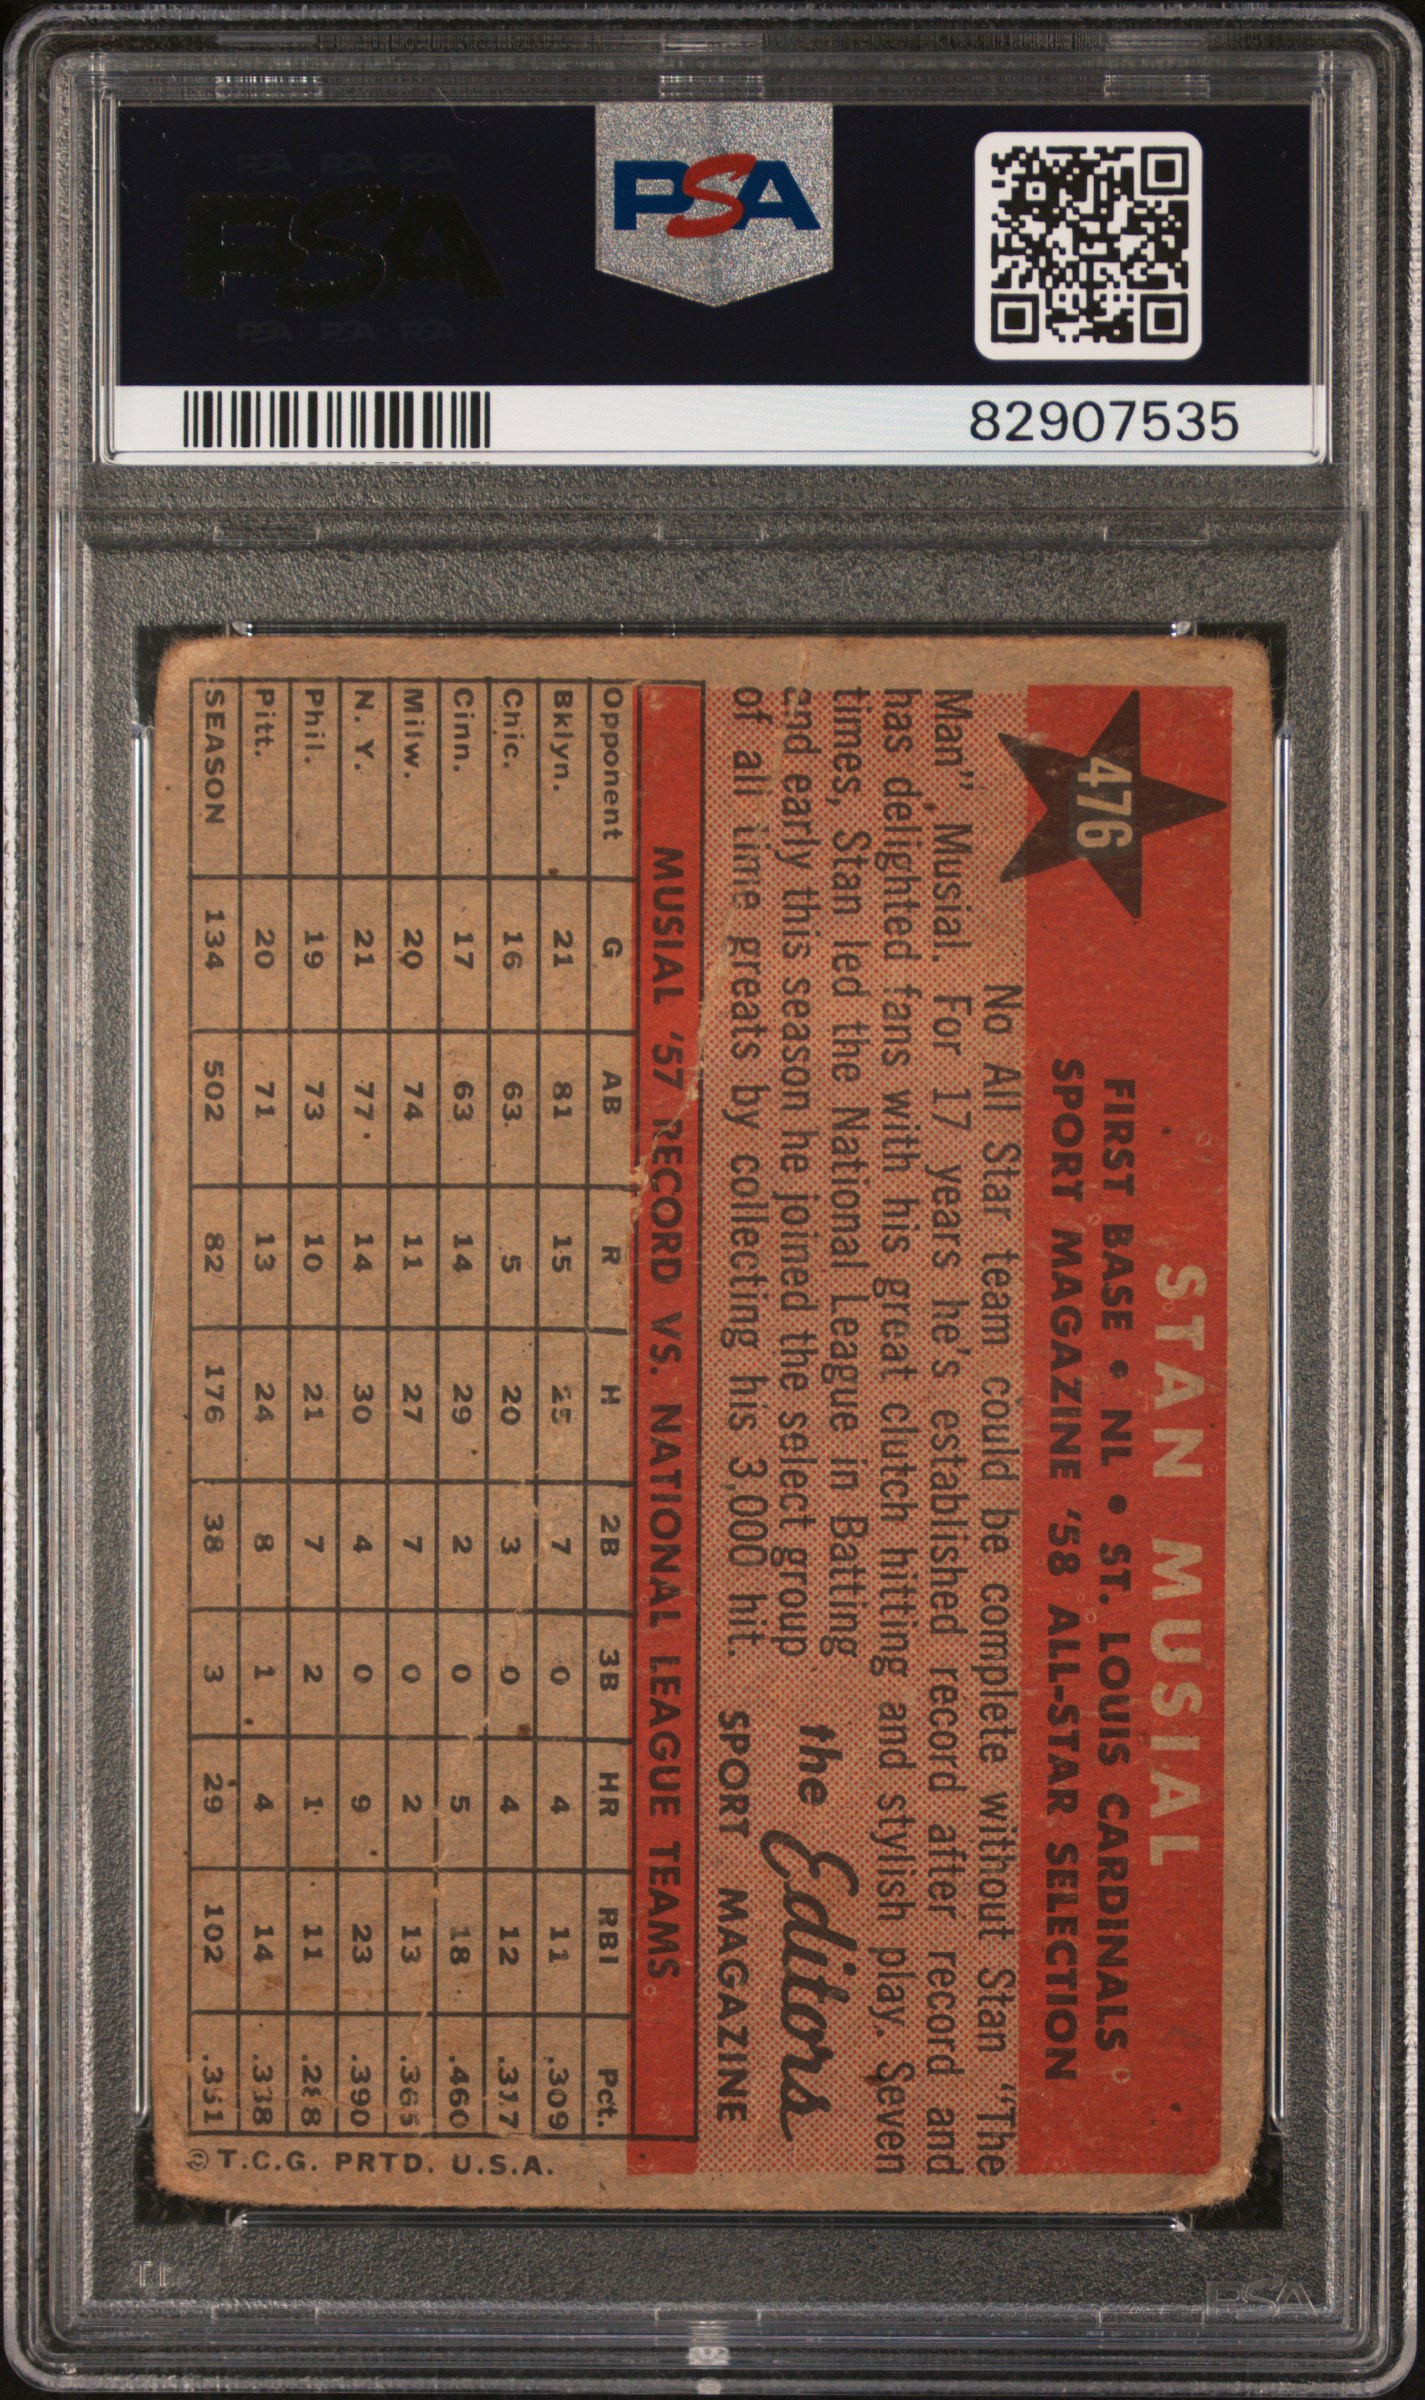 PSA PSA PSA
PSA
PSA PSA PSA
PSA
82907535
476
STAN MUSIAL
FIRST BASE • NL • ST. LOUIS CARDINALS
SPORT MAGAZINE '58 ALL-STAR SELECTION
No All Star team could be complete without Stan "The
Man" Musial. For 17 years he's established record after record and
has delighted fans with his great clutch hitting and stylish play. Seven
times, Stan led the National League in Batting
and early this season he joined the select group
of all time greats by collecting his 3,000 hit.
the Editors
SPORT MAGAZINE
MUSIAL '57 RECORD VS. NATIONAL LEAGUE TEAMS
Opponent G AB R H 2B 3B HR RBI Pct.
Bklyn. 21 81 15 25 7 0 4 11 .309
Chic. 16 63 5 20 3 0 4 12 .317
Cinn. 17 63 14 29 2 0 5 18 .460
Milw. 20 74 11 27 7 0 2 13 .365
N. Y. 21 77 14 30 4 0 9 23 .390
Phil. 19 73 10 21 7 2 1 11 .288
Pitt. 20 71 13 24 8 1 4 14 .338
SEASON 134 502 82 176 38 3 29 102 .351
© T.C.G. PRTD. U.S.A.
PSA